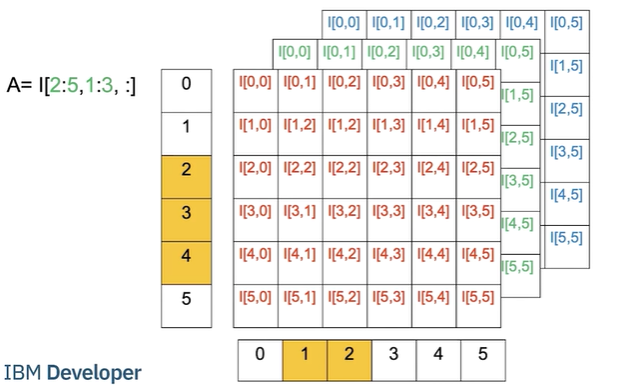 I[0,0] I[0,1] I[0,2] I[0,3] I[0,4] I[0,5]
I[0,0] I[0,1] I[0,2] I[0,3] I[0,4] I[0,5]
I[1,5]
A= I[2:5,1:3, :]
0
I[0,0] I[0,1] I[0,2] I[0,3] I[0,4] I[0,5]
I[1,5]
I[2,5]
1
I[1,0] I[1,2] I[1,2] I[1,3] I[1,4] I[1,5]
I[2,5]
I[3,5]
2
I[2,0] I[2,2] I[2,2] I[2,3] I[2,4] I[2,5]
I[3,5]
I[4,5]
3
I[3,0] I[3,1] I[3,2] I[3,3] I[3,4] I[3,5]
I[4,5]
I[5,5]
4
I[4,0] I[4,1] I[4,2] I[4,3] I[4,4] I[4,5]
I[5,5]
5
I[5,0] I[5,1] I[5,2] I[5,3] I[5,4] I[5,5]
0 1 2 3 4 5
IBM Developer